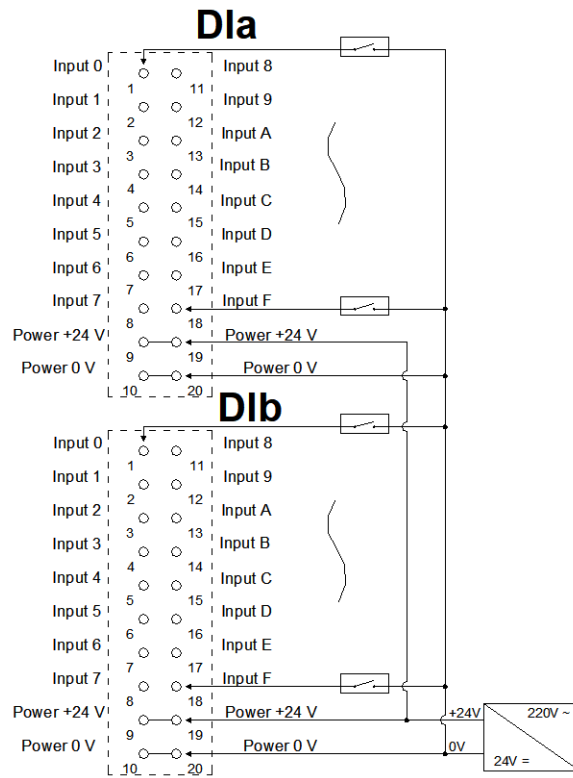 DIa
Input 0 Input 8
1 11
Input 1 Input 9
2 12
Input 2 Input A
3 13
Input 3 Input B
4 14
Input 4 Input C
5 15
Input 5 Input D
6 16
Input 6 Input E
7 17
Input 7 Input F
8 18
Power +24 V Power +24 V
9 19
Power 0 V Power 0 V
10 20
DIb
Input 0 Input 8
1 11
Input 1 Input 9
2 12
Input 2 Input A
3 13
Input 3 Input B
4 14
Input 4 Input C
5 15
Input 5 Input D
6 16
Input 6 Input E
7 17
Input 7 Input F
8 18
Power +24 V Power +24 V +24V 220V ~
9 19
Power 0 V Power 0 V 0V
10 20 24V =